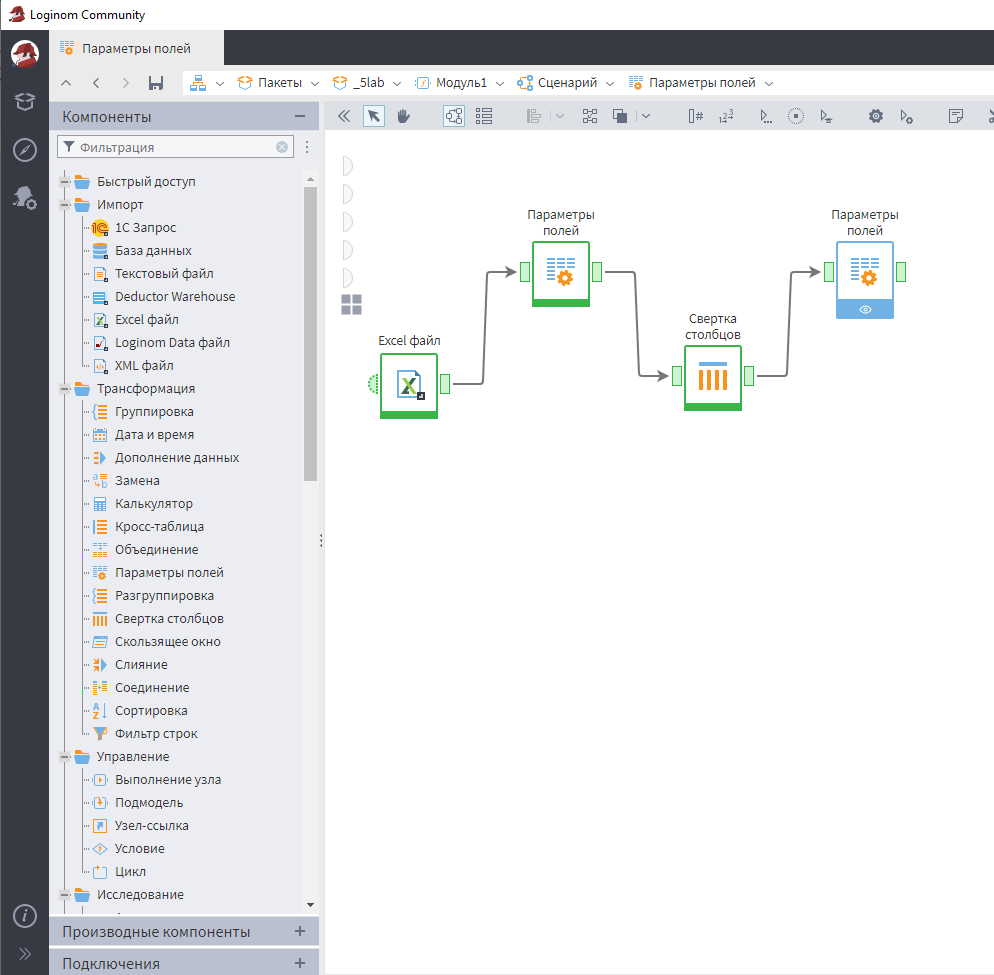 Loginom Community
Параметры полей
Пакеты
_5lab
Модуль1
Сценарий
Параметры полей
Компоненты
Фильтрация
Быстрый доступ
Импорт
1С Запрос
База данных
Текстовый файл
Deductor Warehouse
Excel файл
Loginom Data файл
XML файл
Трансформация
Группировка
Дата и время
Дополнение данных
Замена
Калькулятор
Кросс-таблица
Объединение
Параметры полей
Разгруппировка
Свертка столбцов
Скользящее окно
Слияние
Соединение
Сортировка
Фильтр строк
Управление
Выполнение узла
Подмодель
Узел-ссылка
Условие
Цикл
Исследование
Производные компоненты
Подключения
Excel файл
Параметры
полей
Свертка
столбцов
Параметры
полей